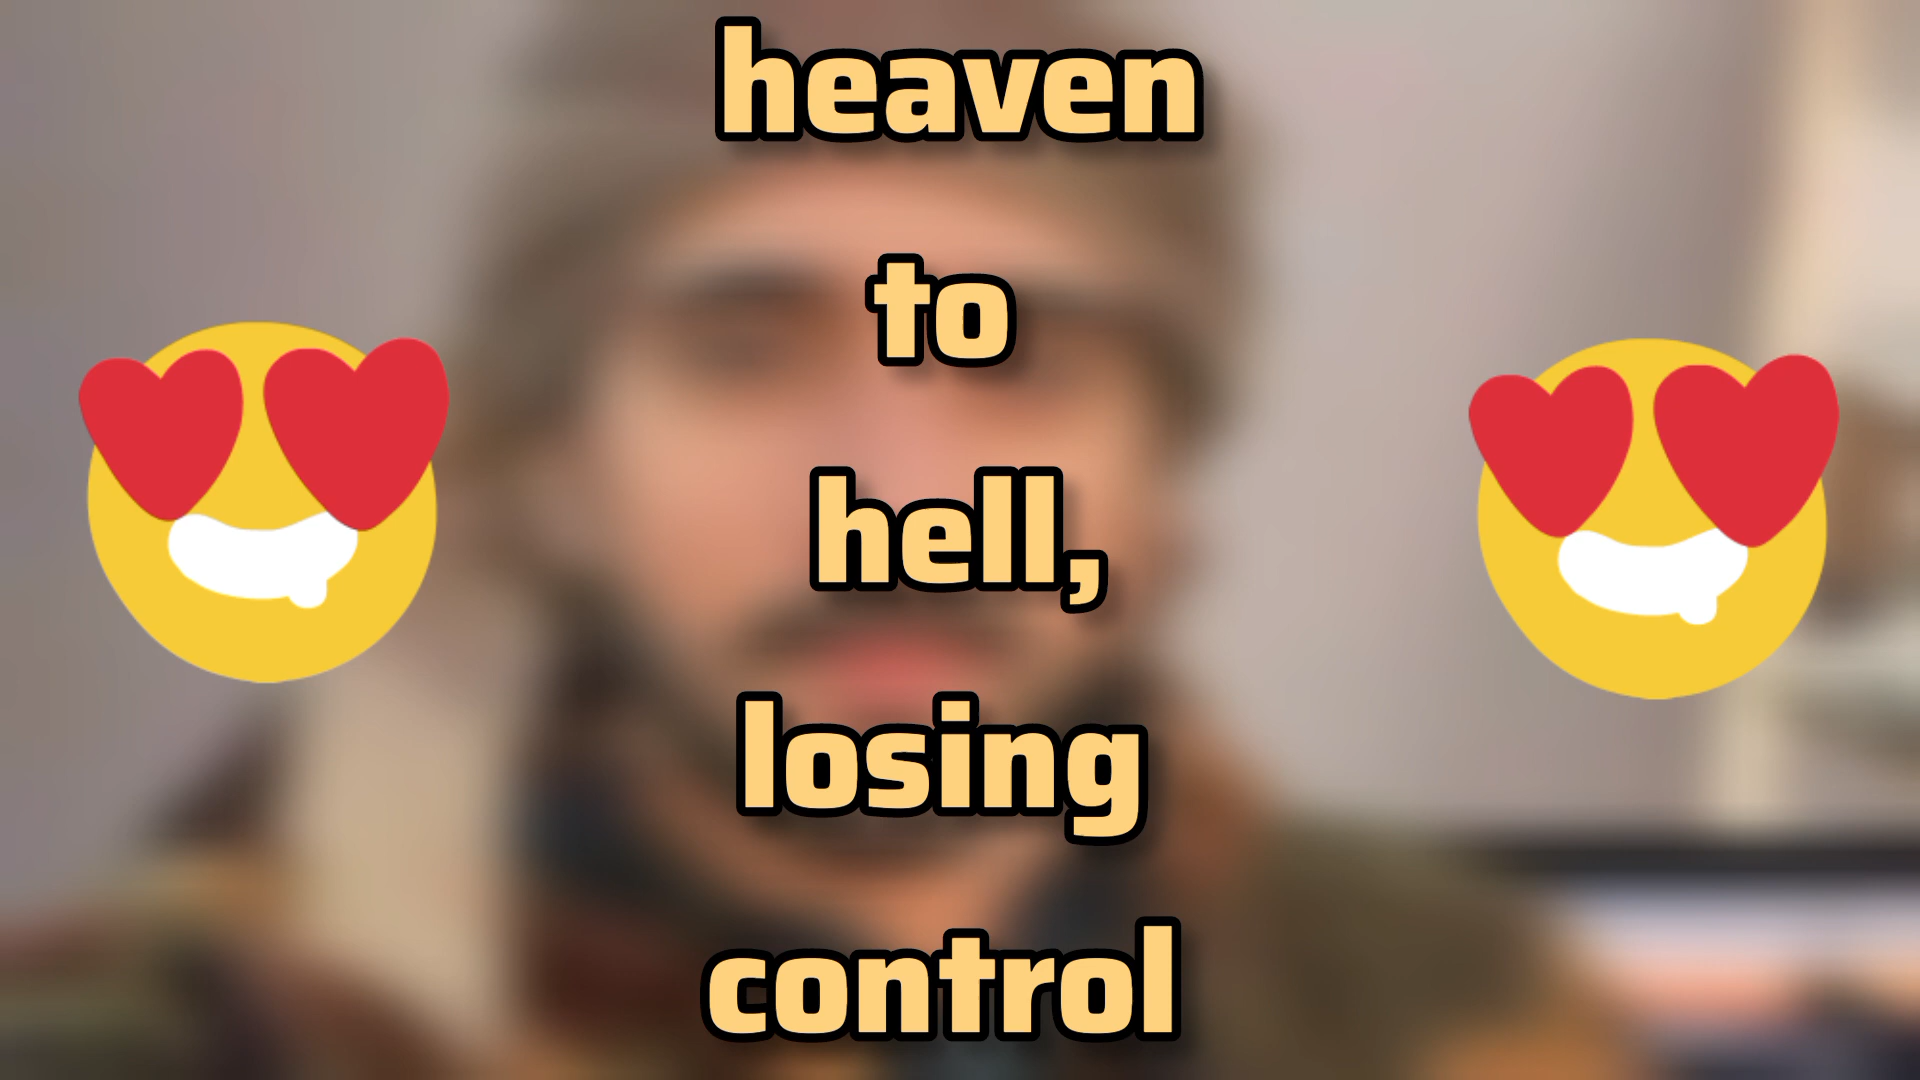 heaven
to
hell,
losing
control